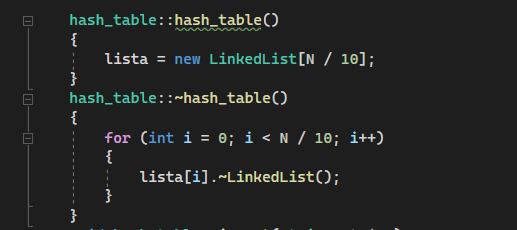 hash_table::hash_table()
{
lista = new LinkedList[N / 10];
}
hash_table::~hash_table()
{
for (int i = 0; i < N / 10; i++)
{
lista[i].~LinkedList();
}
}